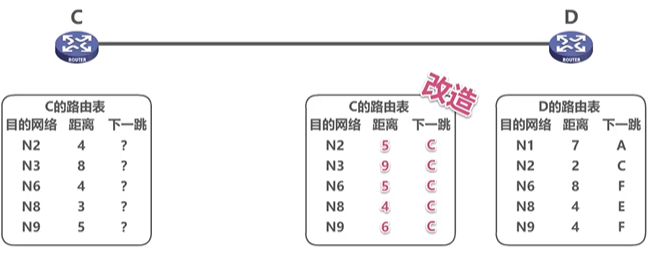 C
D
ROUTER
ROUTER
改造
C的路由表
目的网络 距离 下一跳
N2 4 ?
N3 8 ?
N6 4 ?
N8 3 ?
N9 5 ?
C的路由表
目的网络 距离 下一跳
N2 5 C
N3 9 C
N6 5 C
N8 4 C
N9 6 C
D的路由表
目的网络 距离 下一跳
N1 7 A
N2 2 C
N6 8 F
N8 4 E
N9 4 F